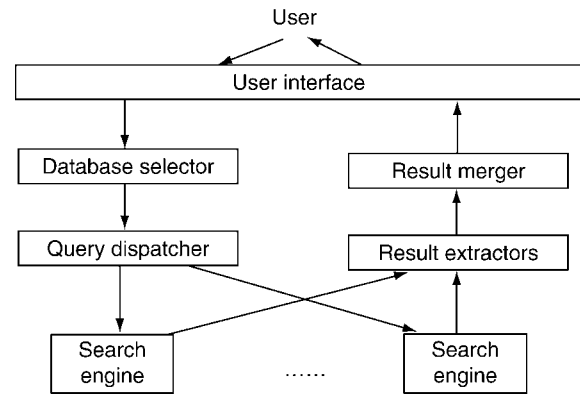 User
User interface
Database selector
Result merger
Query dispatcher
Result extractors
Search
engine
......
Search
engine